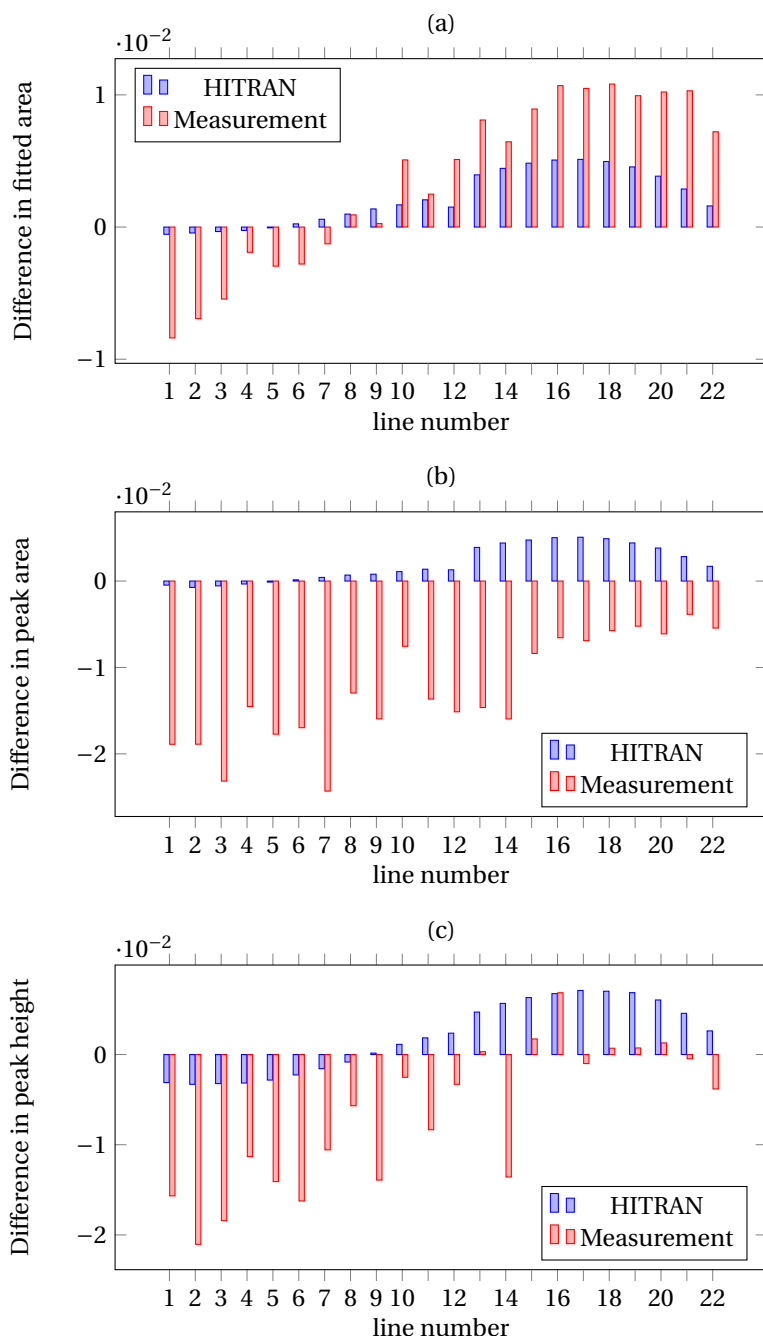 (a)
·10−2
HITRAN
Measurement
Difference in fitted area
1
0
−1
1 2 3 4 5 6 7 8 9 10 12 14 16 18 20 22
line number
(b)
·10−2
Difference in peak area
0
−1
−2
HITRAN
Measurement
1 2 3 4 5 6 7 8 9 10 12 14 16 18 20 22
line number
(c)
·10−2
Difference in peak height
0
−1
−2
HITRAN
Measurement
1 2 3 4 5 6 7 8 9 10 12 14 16 18 20 22
line number